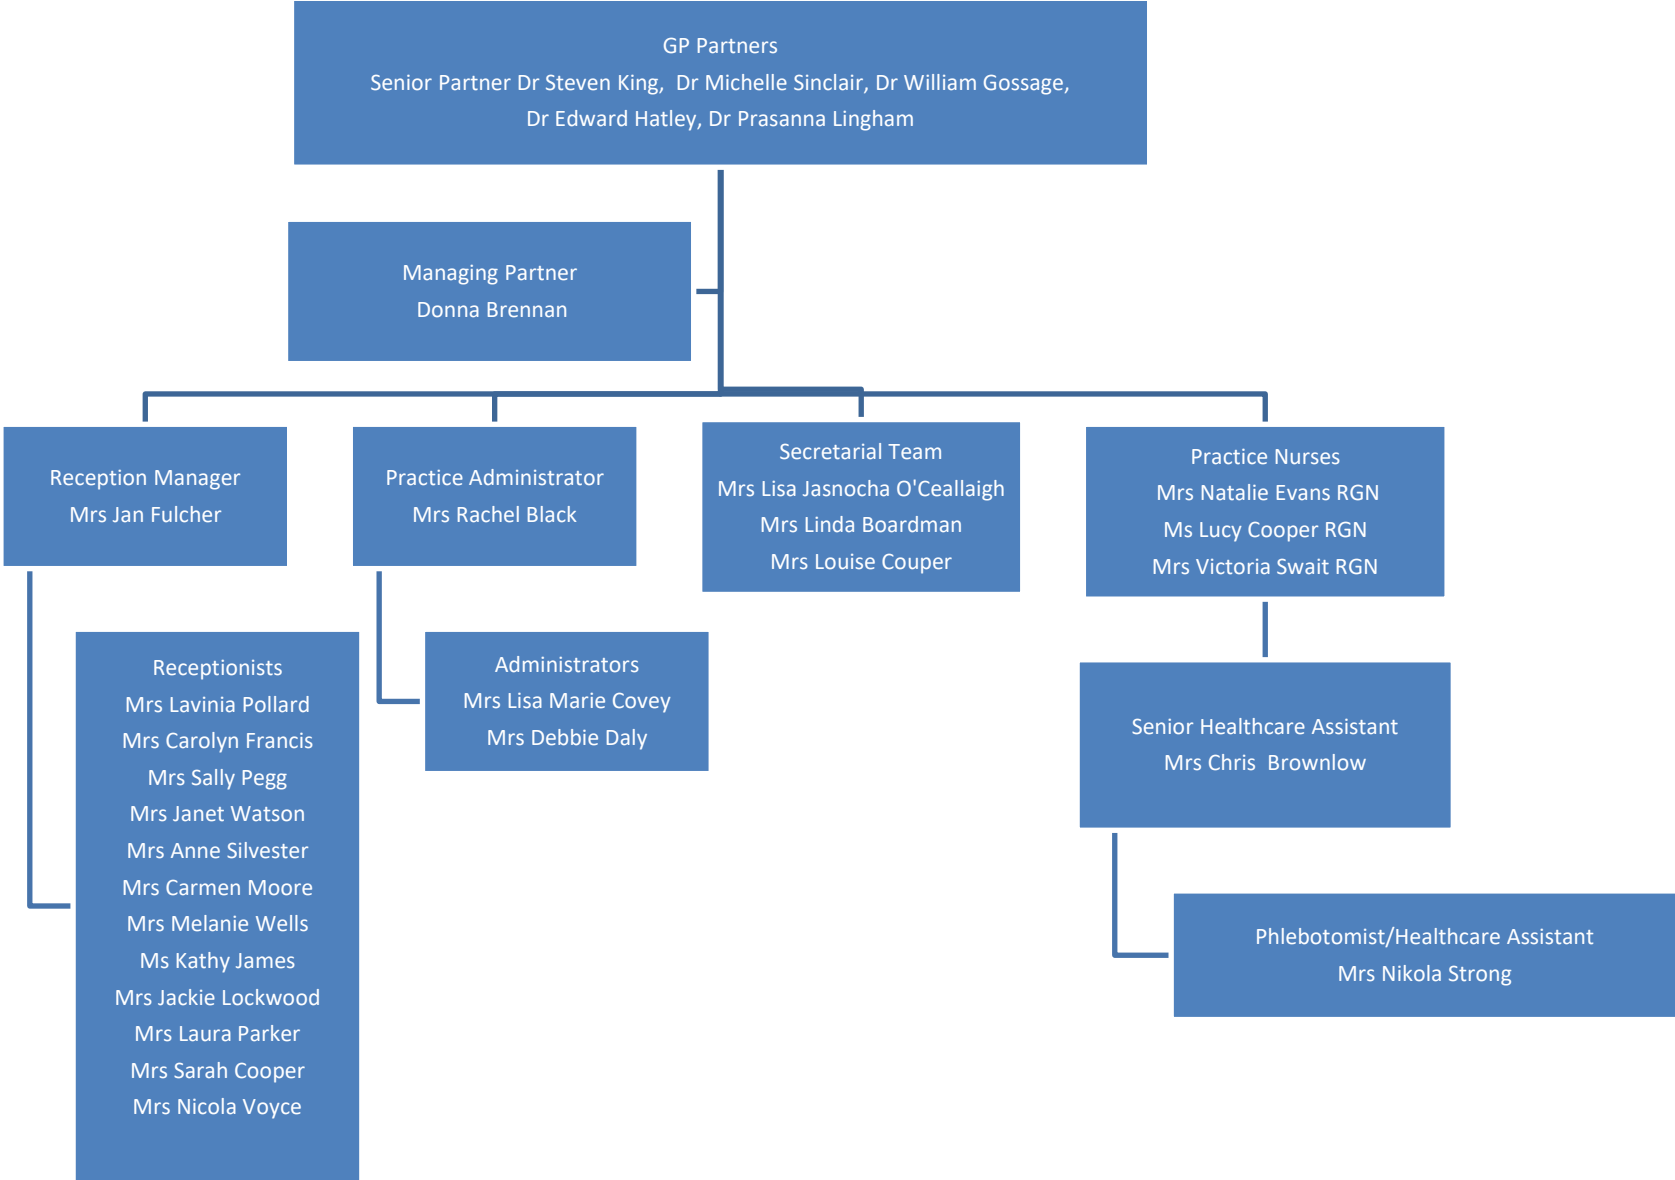 GP Partners
Senior Partner Dr Steven King,  Dr Michelle Sinclair, Dr William Gossage,
Dr Edward Hatley, Dr Prasanna Lingham
Managing Partner
Donna Brennan
Reception Manager
Mrs Jan Fulcher
Practice Administrator
Mrs Rachel Black
Secretarial Team
Mrs Lisa Jasnocha O'Ceallaigh
Mrs Linda Boardman
Mrs Louise Couper
Practice Nurses
Mrs Natalie Evans RGN
Ms Lucy Cooper RGN
Mrs Victoria Swait RGN
Receptionists
Mrs Lavinia Pollard
Mrs Carolyn Francis
Mrs Sally Pegg
Mrs Janet Watson
Mrs Anne Silvester
Mrs Carmen Moore
Mrs Melanie Wells
Ms Kathy James
Mrs Jackie Lockwood
Mrs Laura Parker
Mrs Sarah Cooper
Mrs Nicola Voyce
Administrators
Mrs Lisa Marie Covey
Mrs Debbie Daly
Senior Healthcare Assistant
Mrs Chris  Brownlow
Phlebotomist/Healthcare Assistant
Mrs Nikola Strong